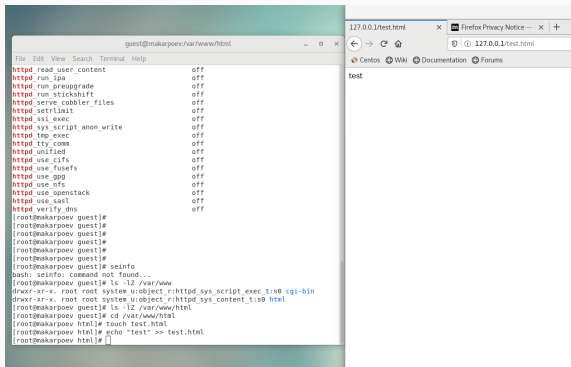 guest@makarpoev:/var/www/html
File Edit View Search Terminal Help
httpd_read_user_content off
httpd_run_ipa off
httpd_run_preupgrade off
httpd_run_stickshift off
httpd_serve_cobbler_files off
httpd_setrlimit off
httpd_ssi_exec off
httpd_sys_script_anon_write off
httpd_tmp_exec off
httpd_tty_comm off
httpd_unified off
httpd_use_cifs off
httpd_use_fusefs off
httpd_use_gpg off
httpd_use_nfs off
httpd_use_openstack off
httpd_use_sasl off
httpd_verify_dns off
[root@makarpoev guest]#
[root@makarpoev guest]#
[root@makarpoev guest]#
[root@makarpoev guest]#
[root@makarpoev guest]#
[root@makarpoev guest]# seinfo
bash: seinfo: command not found...
[root@makarpoev guest]# ls -lZ /var/www
drwxr-xr-x. root root system_u:object_r:httpd_sys_script_exec_t:s0 cgi-bin
drwxr-xr-x. root root system_u:object_r:httpd_sys_content_t:s0 html
[root@makarpoev guest]# ls -lZ /var/www/html
[root@makarpoev guest]# cd /var/www/html
[root@makarpoev html]# touch test.html
[root@makarpoev html]# echo "test" >> test.html
[root@makarpoev html]#
127.0.0.1/test.html
Firefox Privacy Notice —
127.0.0.1/test.html
Centos Wiki Documentation Forums
test